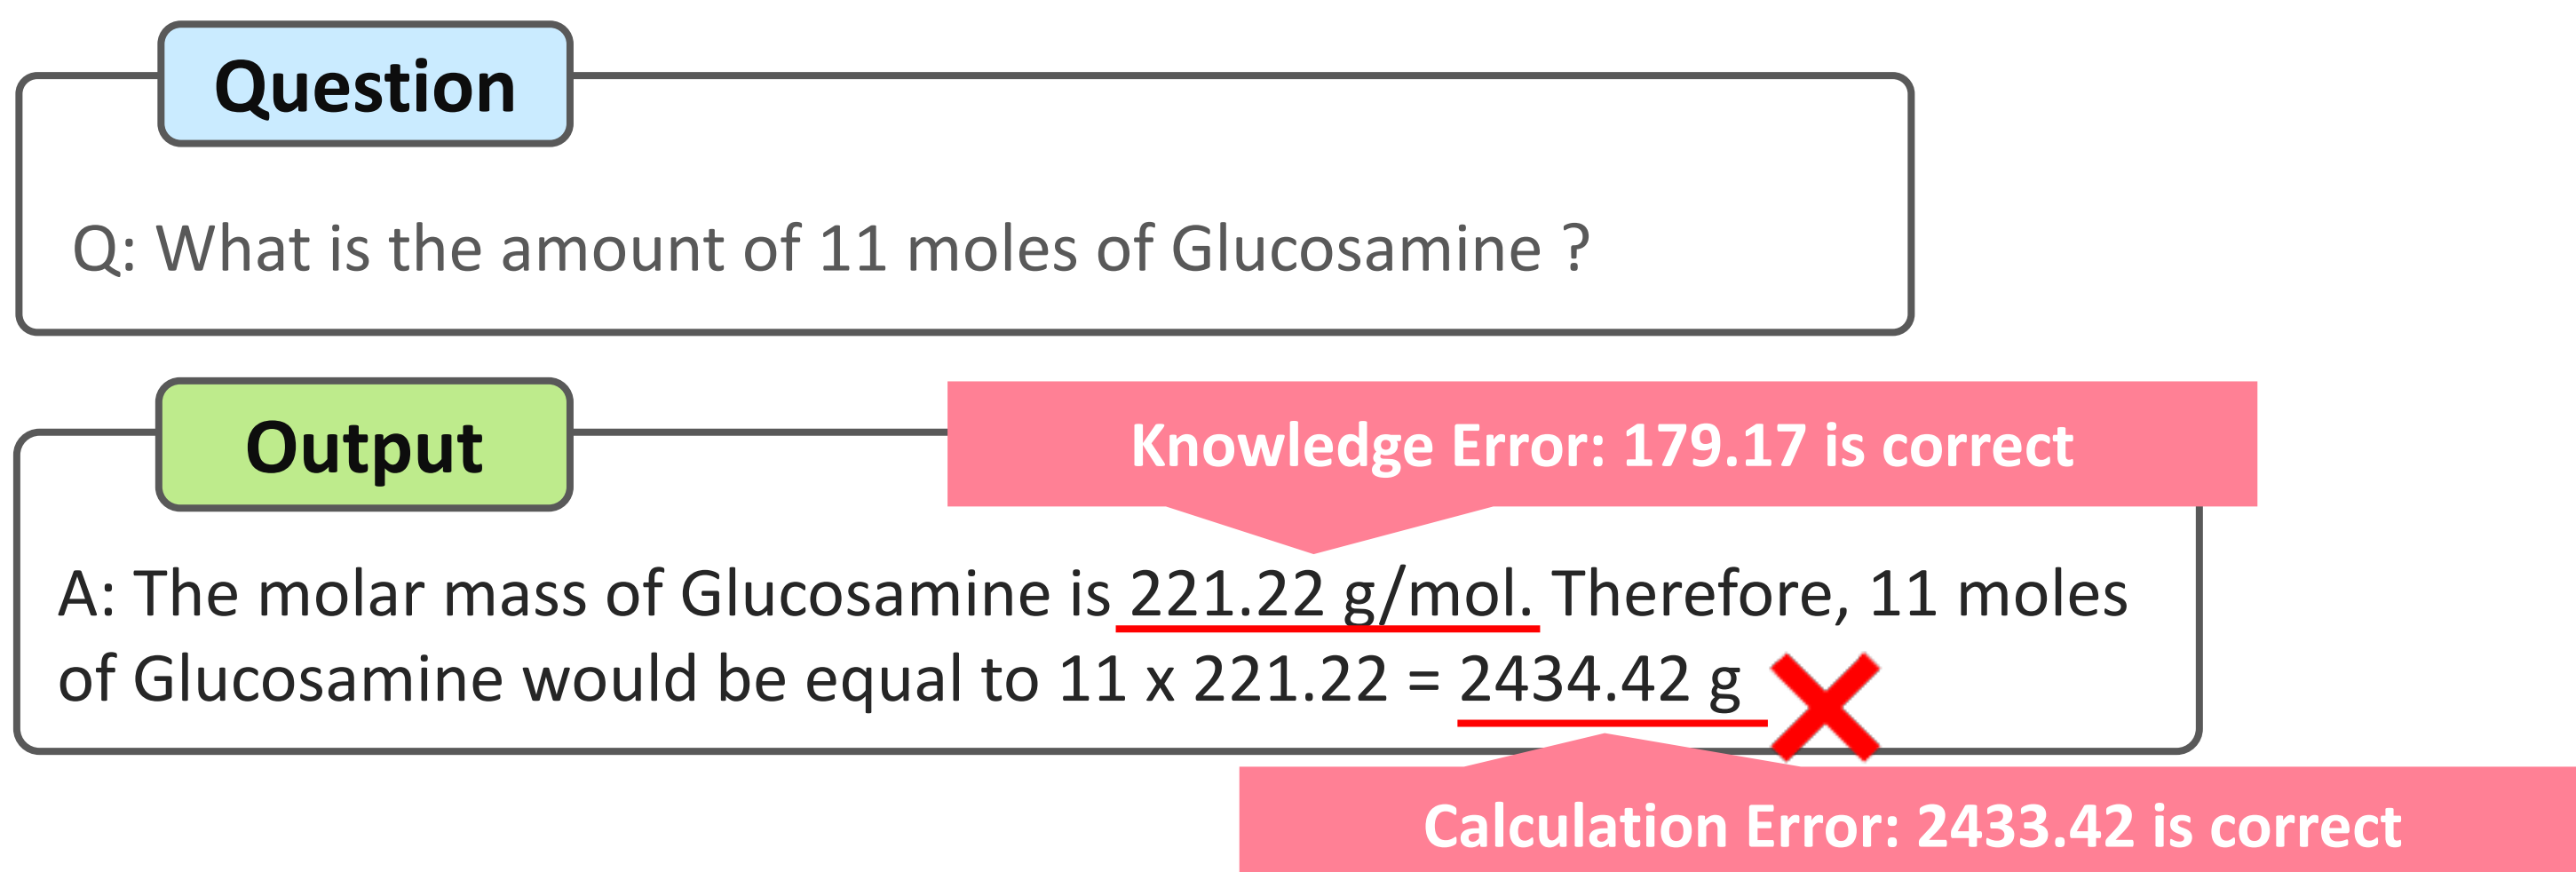 Question
Q: What is the amount of 11 moles of Glucosamine ?
Output
Knowledge Error: 179.17 is correct
A: The molar mass of Glucosamine is 221.22 g/mol. Therefore, 11 moles
of Glucosamine would be equal to 11 x 221.22 = 2434.42 g
Calculation Error: 2433.42 is correct